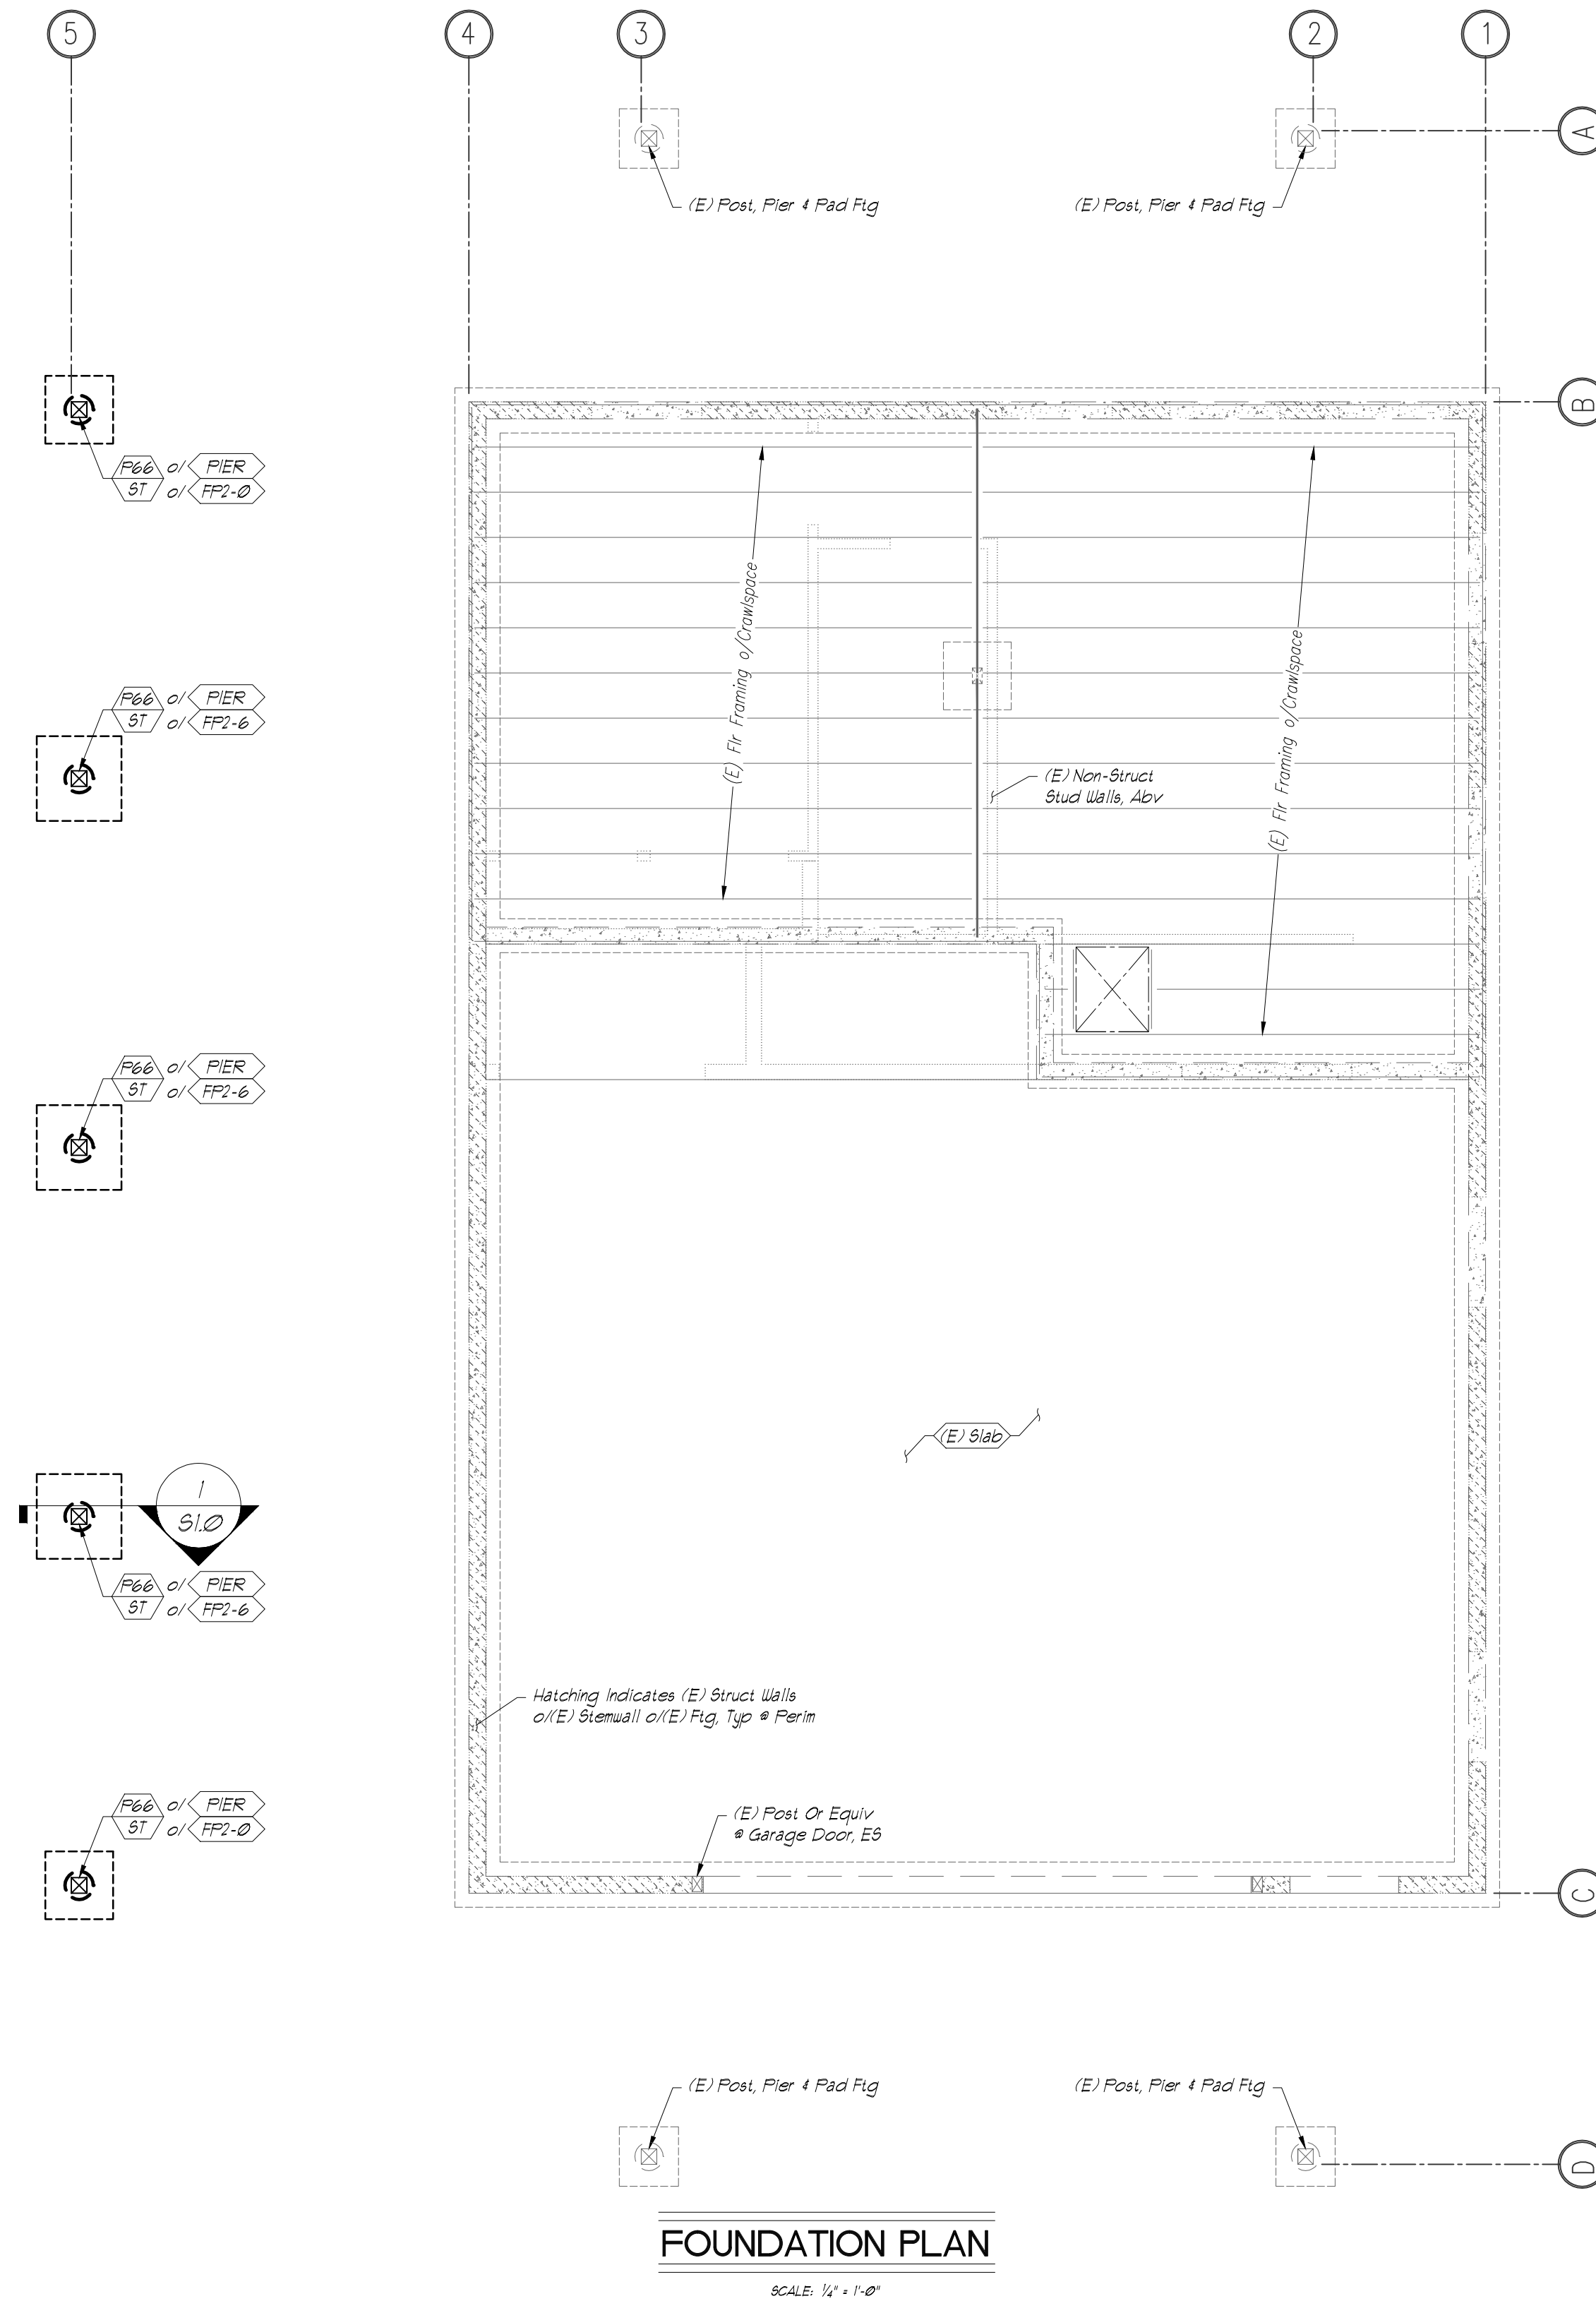 5
4
3
2
1
A
(E) Post, Pier & Pad Ftg
(E) Post, Pier & Pad Ftg
B
P66 o/ PIER
ST o/ FP2-Ø
(E) Flr Framing o/Crawlspace
(E) Flr Framing o/Crawlspace
P66 o/ PIER
ST o/ FP2-6
(E) Non-Struct
Stud Walls, Abv
P66 o/ PIER
ST o/ FP2-6
(E) Slab
1
S1.Ø
P66 o/ PIER
ST o/ FP2-6
Hatching Indicates (E) Struct Walls
o/(E) Stemwall o/(E) Ftg, Typ @ Perim
P66 o/ PIER
ST o/ FP2-Ø
(E) Post Or Equiv
@ Garage Door, ES
C
(E) Post, Pier & Pad Ftg
(E) Post, Pier & Pad Ftg
D
FOUNDATION PLAN
SCALE: 1/4" = 1'-Ø"